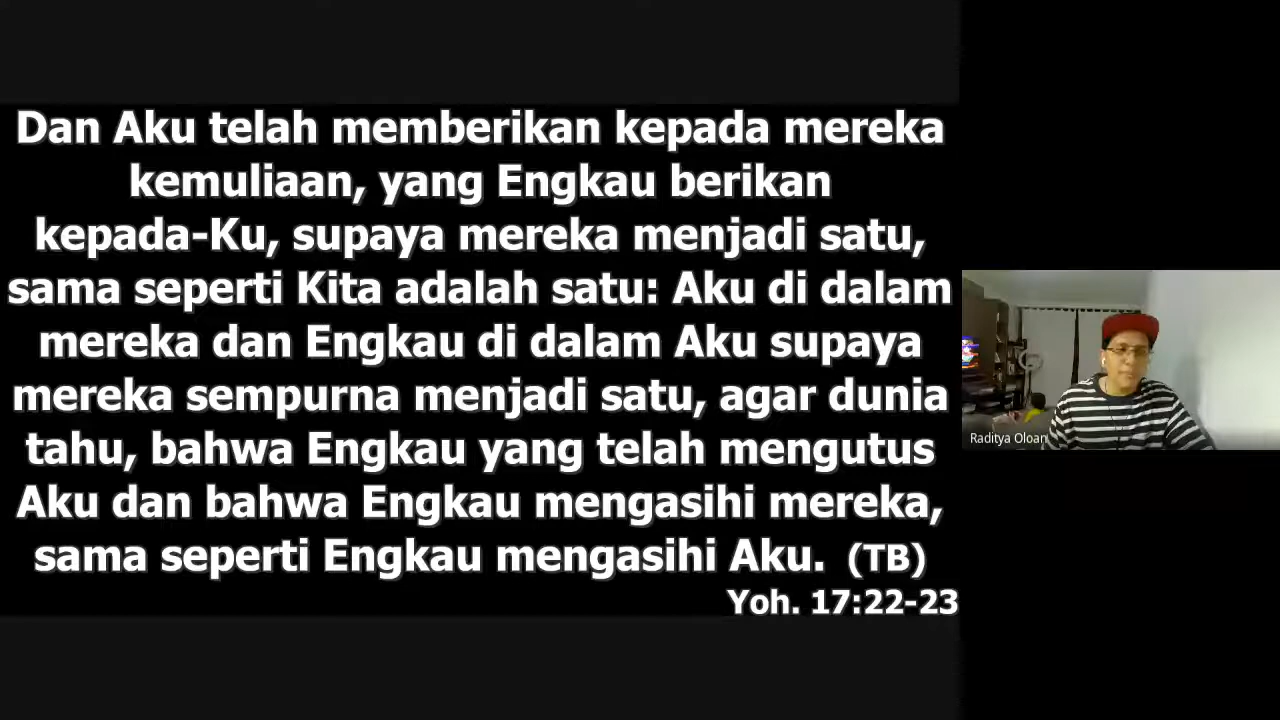 Dan Aku telah memberikan kepada mereka
kemuliaan, yang Engkau berikan
kepada-Ku, supaya mereka menjadi satu,
sama seperti Kita adalah satu: Aku di dalam
mereka dan Engkau di dalam Aku supaya
mereka sempurna menjadi satu, agar dunia
tahu, bahwa Engkau yang telah mengutus
Aku dan bahwa Engkau mengasihi mereka,
sama seperti Engkau mengasihi Aku. (TB)
Yoh. 17:22-23
Raditya Oloan